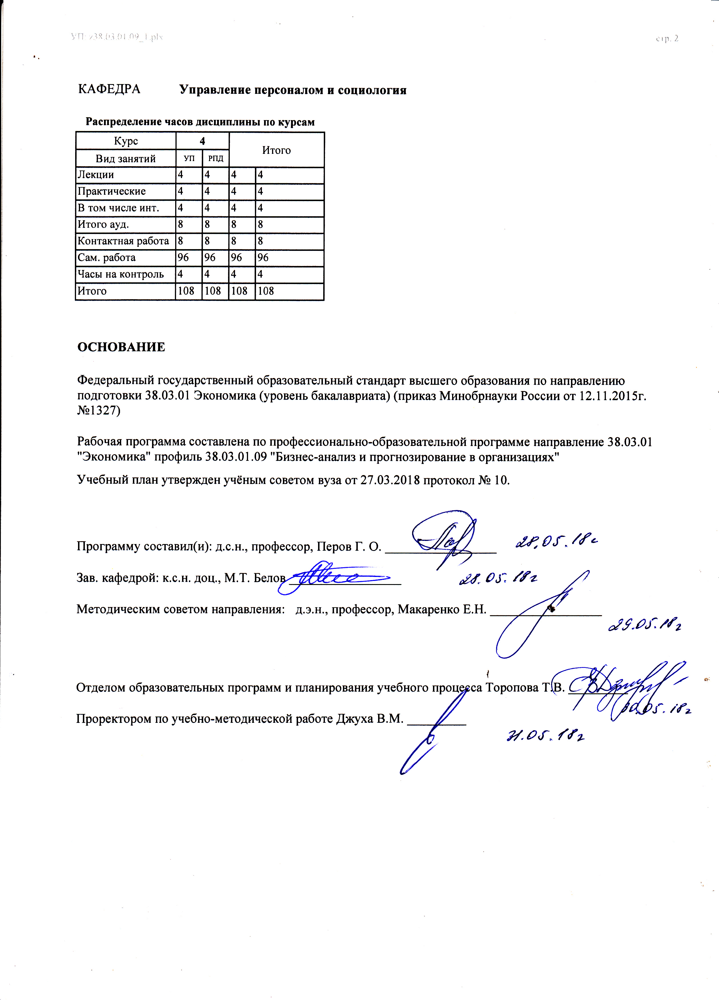 УП: z38.03.01.09_1.plx стр. 2
КАФЕДРА Управление персоналом и социология
Распределение часов дисциплины по курсам
Курс 4 Итого
Вид занятий УП РПД
Лекции 4 4 4 4
Практические 4 4 4 4
В том числе инт. 4 4 4 4
Итого ауд. 8 8 8 8
Контактная работа 8 8 8 8
Сам. работа 96 96 96 96
Часы на контроль 4 4 4 4
Итого 108 108 108 108
ОСНОВАНИЕ
Федеральный государственный образовательный стандарт высшего образования по направлению
подготовки 38.03.01 Экономика (уровень бакалавриата) (приказ Минобрнауки России от 12.11.2015г.
№1327)
Рабочая программа составлена по профессионально-образовательной программе направление 38.03.01
"Экономика" профиль 38.03.01.09 "Бизнес-анализ и прогнозирование в организациях"
Учебный план утвержден учёным советом вуза от 27.03.2018 протокол № 10.
Программу составил(и): д.с.н., профессор, Перов Г. О. 28.05.18г
Зав. кафедрой: к.с.н. доц., М.Т. Белов 28.05.18г
Методическим советом направления: д.э.н., профессор, Макаренко Е.Н.
29.05.18г
Отделом образовательных программ и планирования учебного процесса Торопова Т.В.
30.05.18г
Проректором по учебно-методической работе Джуха В.М.
31.05.18г